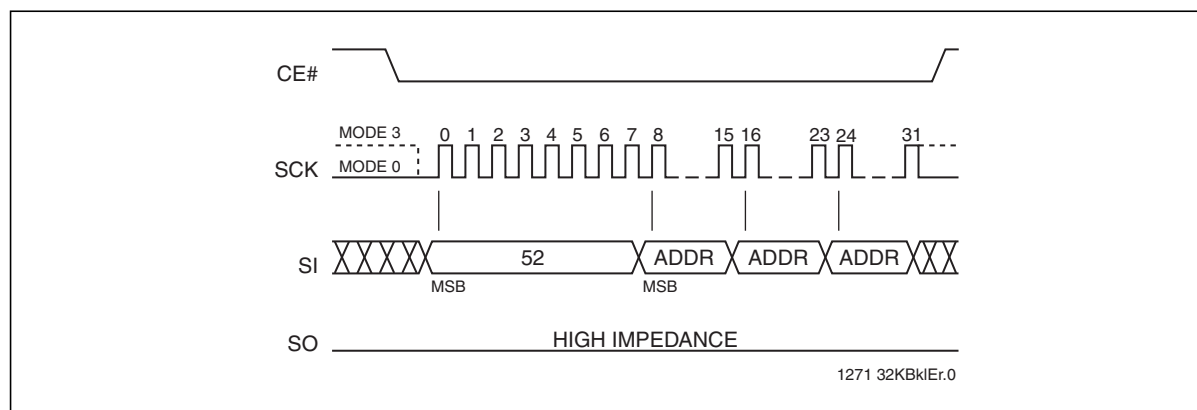 CE#
MODE 3
0 1 2 3 4 5 6 7 8 15 16 23 24 31
SCK
MODE 0
SI
52 ADDR ADDR ADDR
MSB MSB
SO
HIGH IMPEDANCE
1271 32KBklEr.0